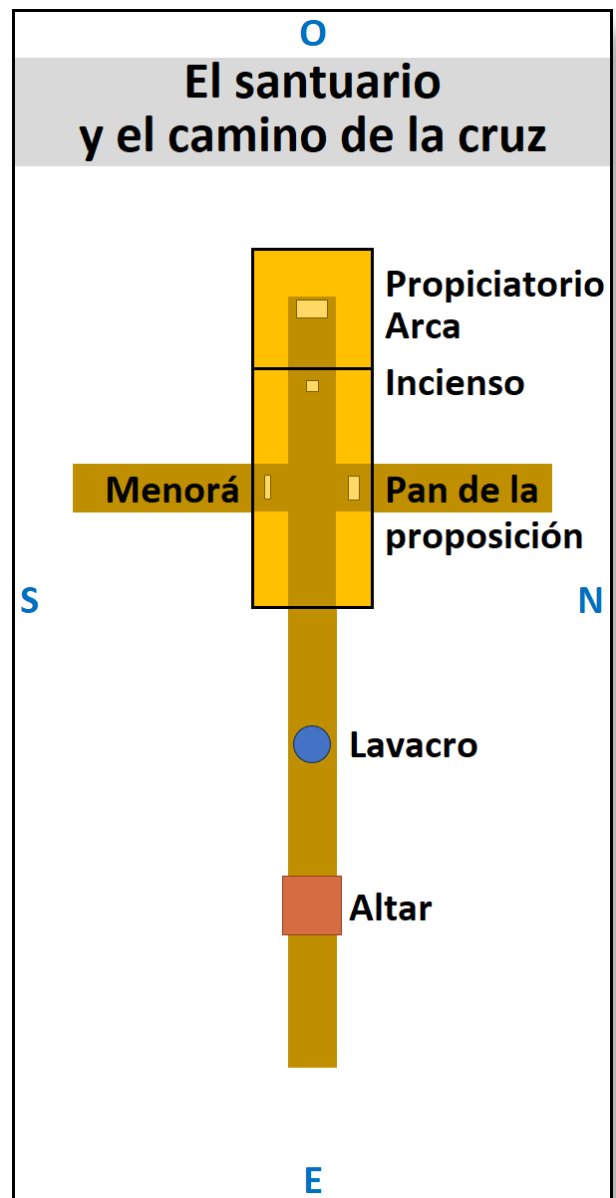 O
El santuario
y el camino de la cruz
Propiciatorio
Arca
Incienso
Menorá
Pan de la
proposición
S
N
Lavacro
Altar
E